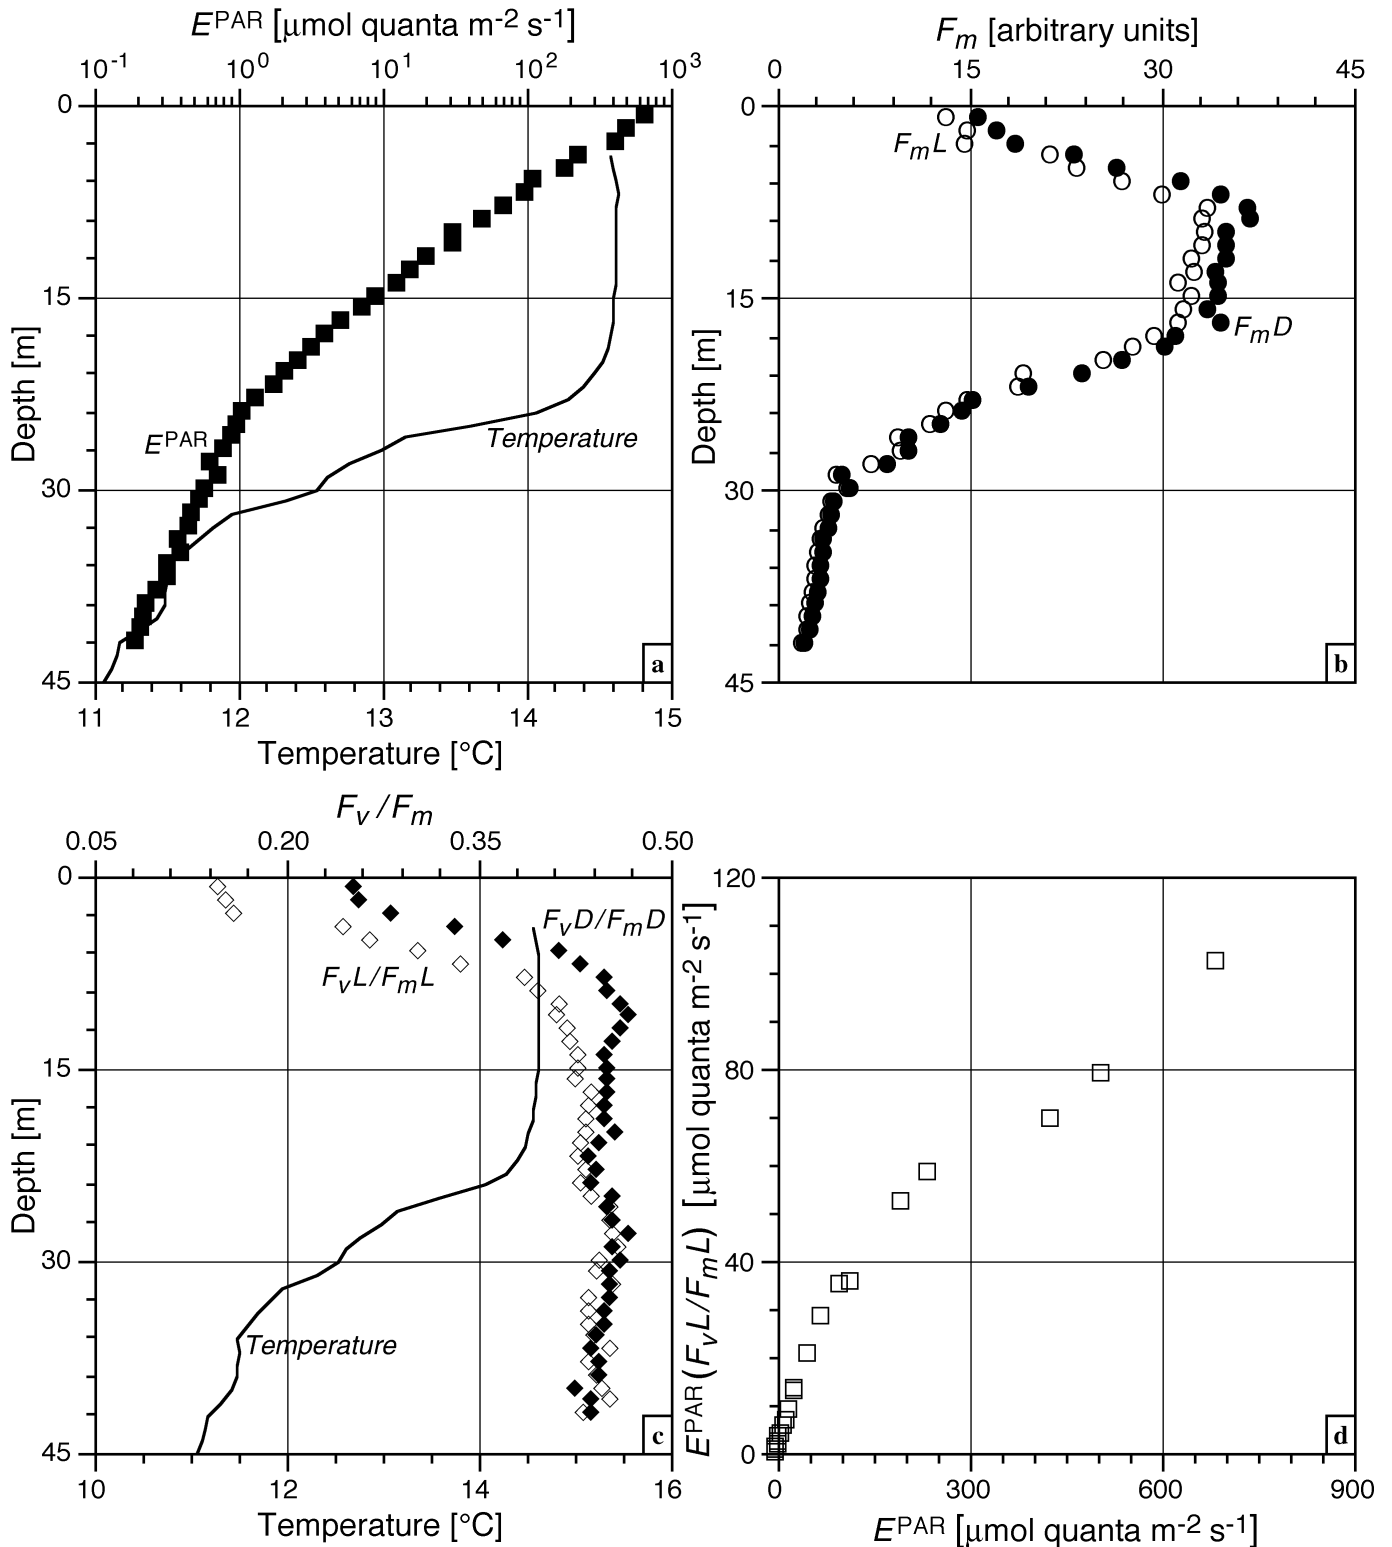 E^PAR [μmol quanta m^-2 s^-1]
10^-1 10^0 10^1 10^2 10^3
0
15
30
45
Depth [m]
E^PAR
Temperature
a
11 12 13 14 15
Temperature [°C]
F_m [arbitrary units]
0 15 30 45
0
15
30
45
Depth [m]
F_mL
F_mD
b
F_v/F_m
0.05 0.20 0.35 0.50
0
15
30
45
Depth [m]
F_vD/F_mD
F_vL/F_mL
Temperature
c
10 12 14 16
Temperature [°C]
120
80
40
0
E^PAR(F_vL/F_mL) [μmol quanta m^-2 s^-1]
d
0 300 600 900
E^PAR [μmol quanta m^-2 s^-1]